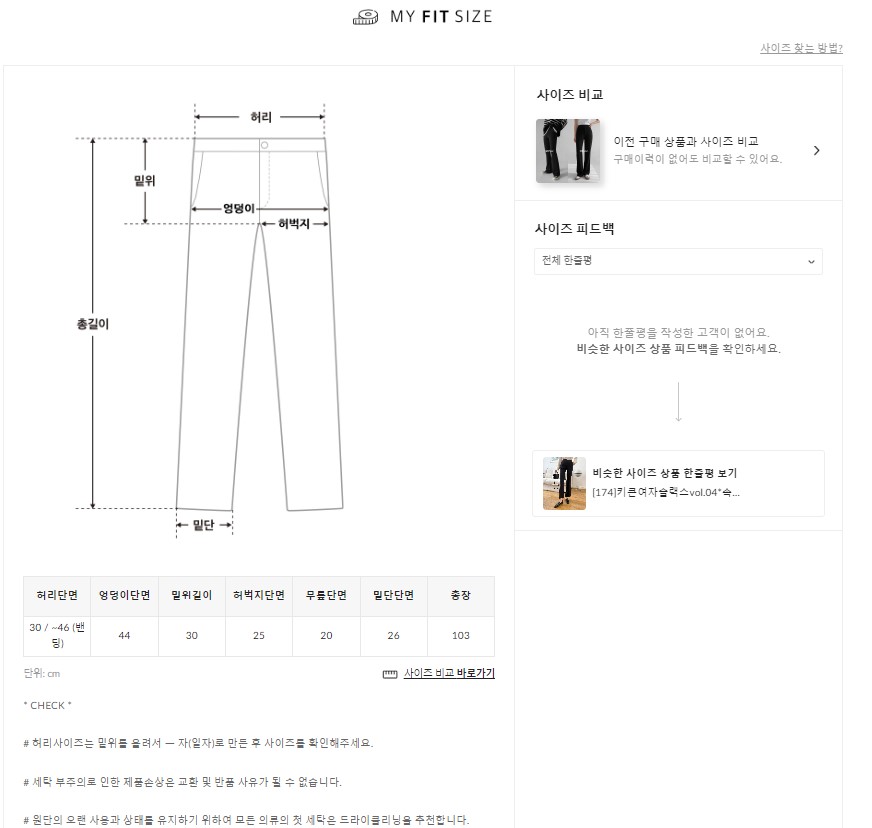 MY FIT SIZE
사이즈 찾는 방법?
허리
밑위
엉덩이
허벅지
총길이
밑단
사이즈 비교
이전 구매 상품과 사이즈 비교
구매이력이 없어도 비교할 수 있어요.
사이즈 피드백
전체 한줄평
아직 한줄평을 작성한 고객이 없어요.
비슷한 사이즈 상품 피드백을 확인하세요.
비슷한 사이즈 상품 한줄평 보기
[174]키큰여자슬랙스vol.04*속...
허리단면 엉덩이단면 밑위길이 허벅지단면 무릎단면 밑단단면 총장
30 / ~46 (밴
딩) 44 30 25 20 26 103
단위: cm
사이즈 비교 바로가기
* CHECK *
# 허리사이즈는 밑위를 올려서 ㅡ 자(일자)로 만든 후 사이즈를 확인해주세요.
# 세탁 부주의로 인한 제품손상은 교환 및 반품 사유가 될 수 없습니다.
# 원단의 오랜 사용과 상태를 유지하기 위하여 모든 의류의 첫 세탁은 드라이클리닝을 추천합니다.